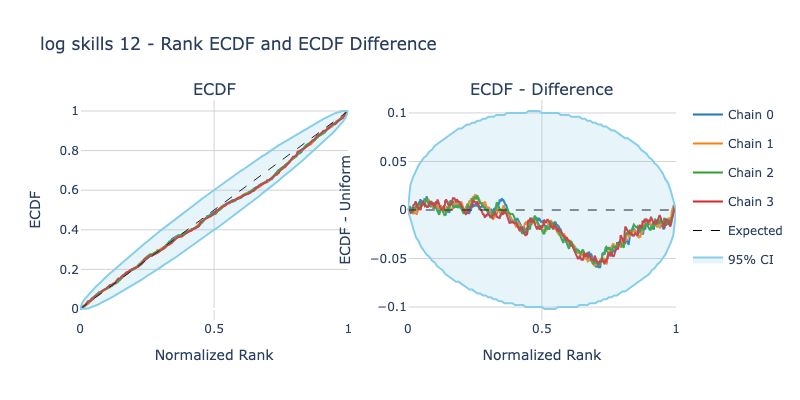 log skills 12 - Rank ECDF and ECDF Difference
ECDF
ECDF - Difference
1
0.8
0.6
0.4
0.2
0
ECDF
0
0.5
1
Normalized Rank
0.1
0.05
0
−0.05
−0.1
ECDF - Uniform
0
0.5
1
Normalized Rank
Chain 0
Chain 1
Chain 2
Chain 3
Expected
95% CI